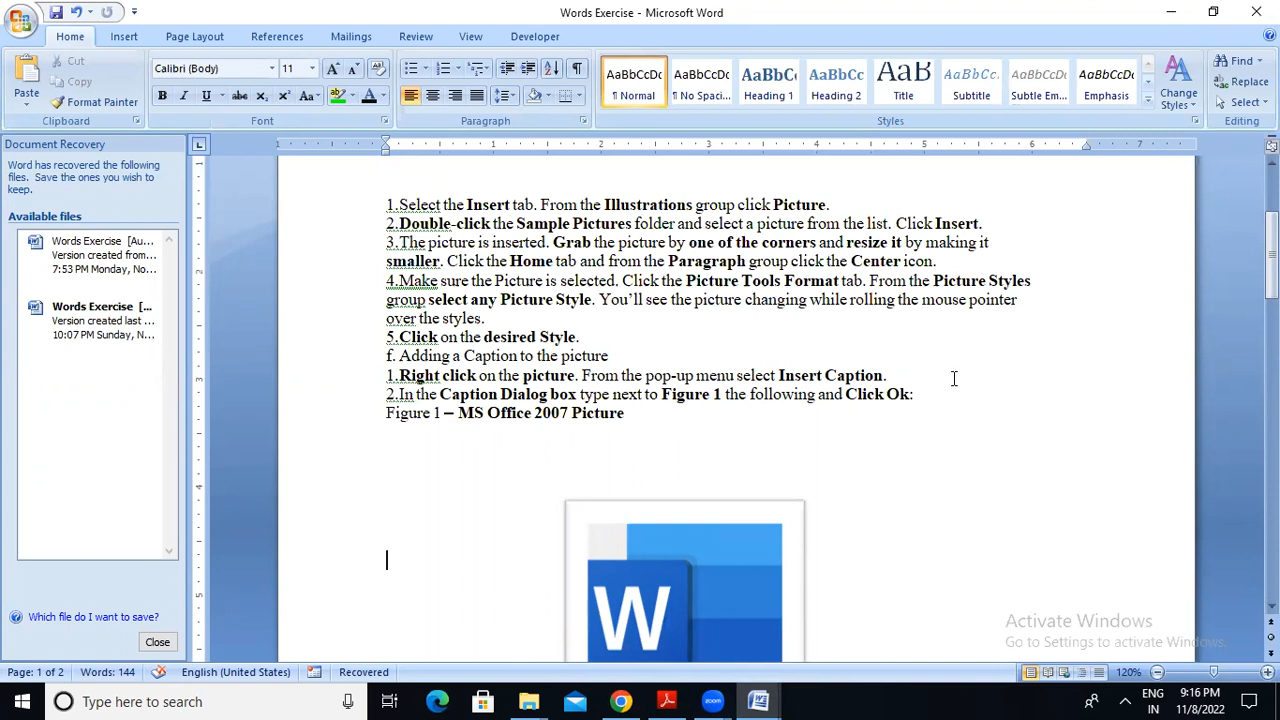 Words Exercise - Microsoft Word
Home Insert Page Layout References Mailings Review View Developer
Paste
Cut
Copy
Format Painter
Clipboard
Calibri (Body) 11
Font
Paragraph
AaBbCcDc AaBbCcDc AaBbCc AaBbCc AaB AaBbCc. AaBbCcDc AaBbCcDc
¶ Normal ¶ No Spaci... Heading 1 Heading 2 Title Subtitle Subtle Em... Emphasis
Change Styles
Styles
Find
Replace
Select
Editing
Document Recovery
Word has recovered the following files. Save the ones you wish to keep.
Available files
Words Exercise [Au...
Version created from...
7:53 PM Monday, No...
Words Exercise [...
Version created last ...
10:07 PM Sunday, N...
Which file do I want to save?
Close
1.Select the Insert tab. From the Illustrations group click Picture.
2.Double-click the Sample Pictures folder and select a picture from the list. Click Insert.
3.The picture is inserted. Grab the picture by one of the corners and resize it by making it
smaller. Click the Home tab and from the Paragraph group click the Center icon.
4.Make sure the Picture is selected. Click the Picture Tools Format tab. From the Picture Styles
group select any Picture Style. You’ll see the picture changing while rolling the mouse pointer
over the styles.
5.Click on the desired Style.
f. Adding a Caption to the picture
1.Right click on the picture. From the pop-up menu select Insert Caption.
2.In the Caption Dialog box type next to Figure 1 the following and Click Ok:
Figure 1 – MS Office 2007 Picture
W
Activate Windows
Go to Settings to activate Windows.
Page: 1 of 2 Words: 144 English (United States) Recovered 120%
Type here to search
ENG
IN
9:16 PM
11/8/2022